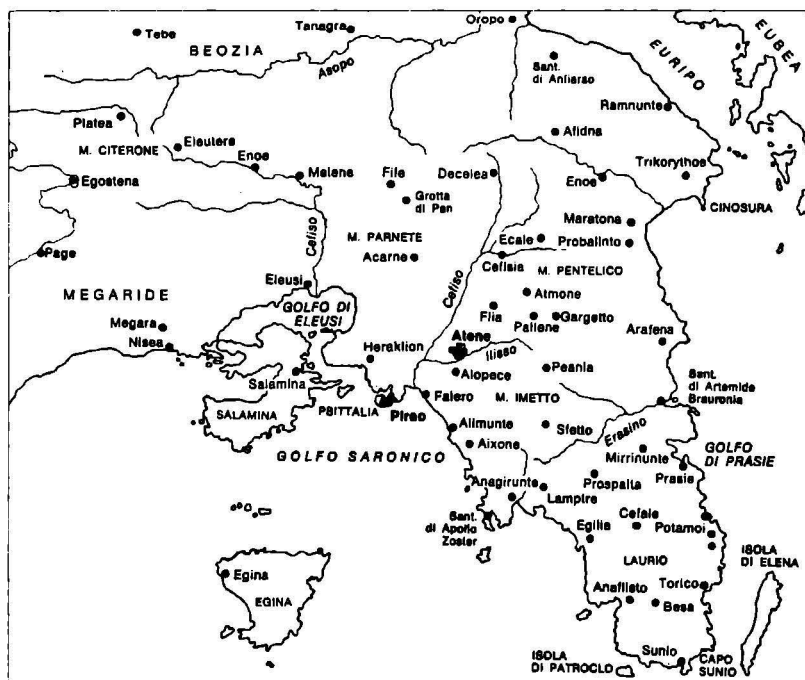 Tebe
Tanagra
Oropo
BEOZIA
Asopo
EURIPO
EUBEA
Sant.
di Anfiarao
Ramnunte
Platea
Eleutere
M. CITERONE
Enoe
Melene
File
Decelea
Afidna
Enoe
Trikorythos
Egostena
Grotta
di Pan
CINOSURA
Cefiso
M. PARNETE
Maratona
Ecale
Probalinto
Page
Acarne
Cefiso
Cefisia
M. PENTELICO
Eleusi
Atmone
MEGARIDE
GOLFO DI
ELEUSI
Flia
Pallene
Gargetto
Megara
Nisea
Heraklion
Atene
Ilisso
Arafena
Salamina
Alopece
Peania
Sant.
di Artemide
Brauronia
SALAMINA
PSITTALIA
Pireo
Falero
M. IMETTO
Alimunte
Sfetto
Erasino
GOLFO SARONICO
Aixone
Mirrinunte
GOLFO
DI PRASIE
Anagirunte
Prospalta
Prasie
Lamptre
Sant.
di Apollo
Zoster
Egilia
Cefale
Potamoi
LAURIO
ISOLA
DI ELENA
Egina
EGINA
Anaflisto
Torico
Besa
ISOLA
DI PATROCLO
Sunio
CAPO
SUNIO